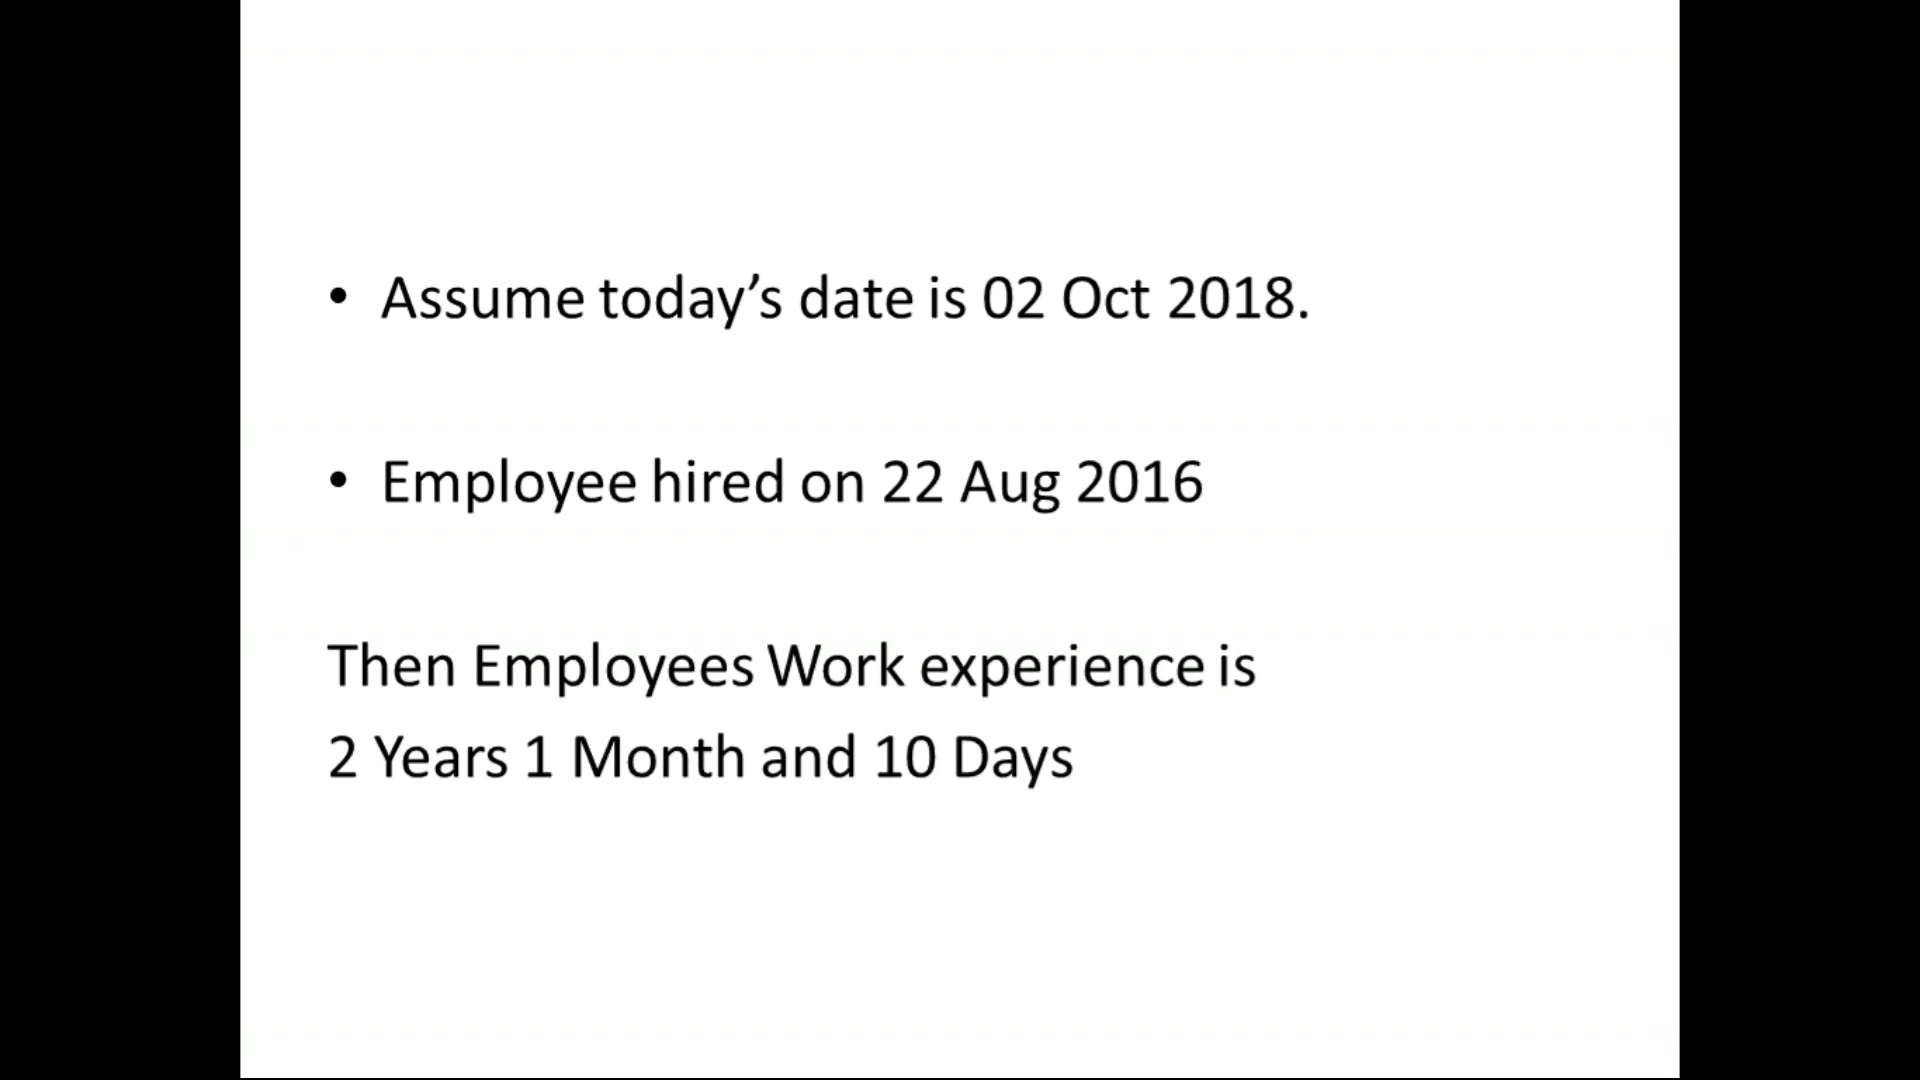 • Assume today’s date is 02 Oct 2018.
• Employee hired on 22 Aug 2016
Then Employees Work experience is
2 Years 1 Month and 10 Days